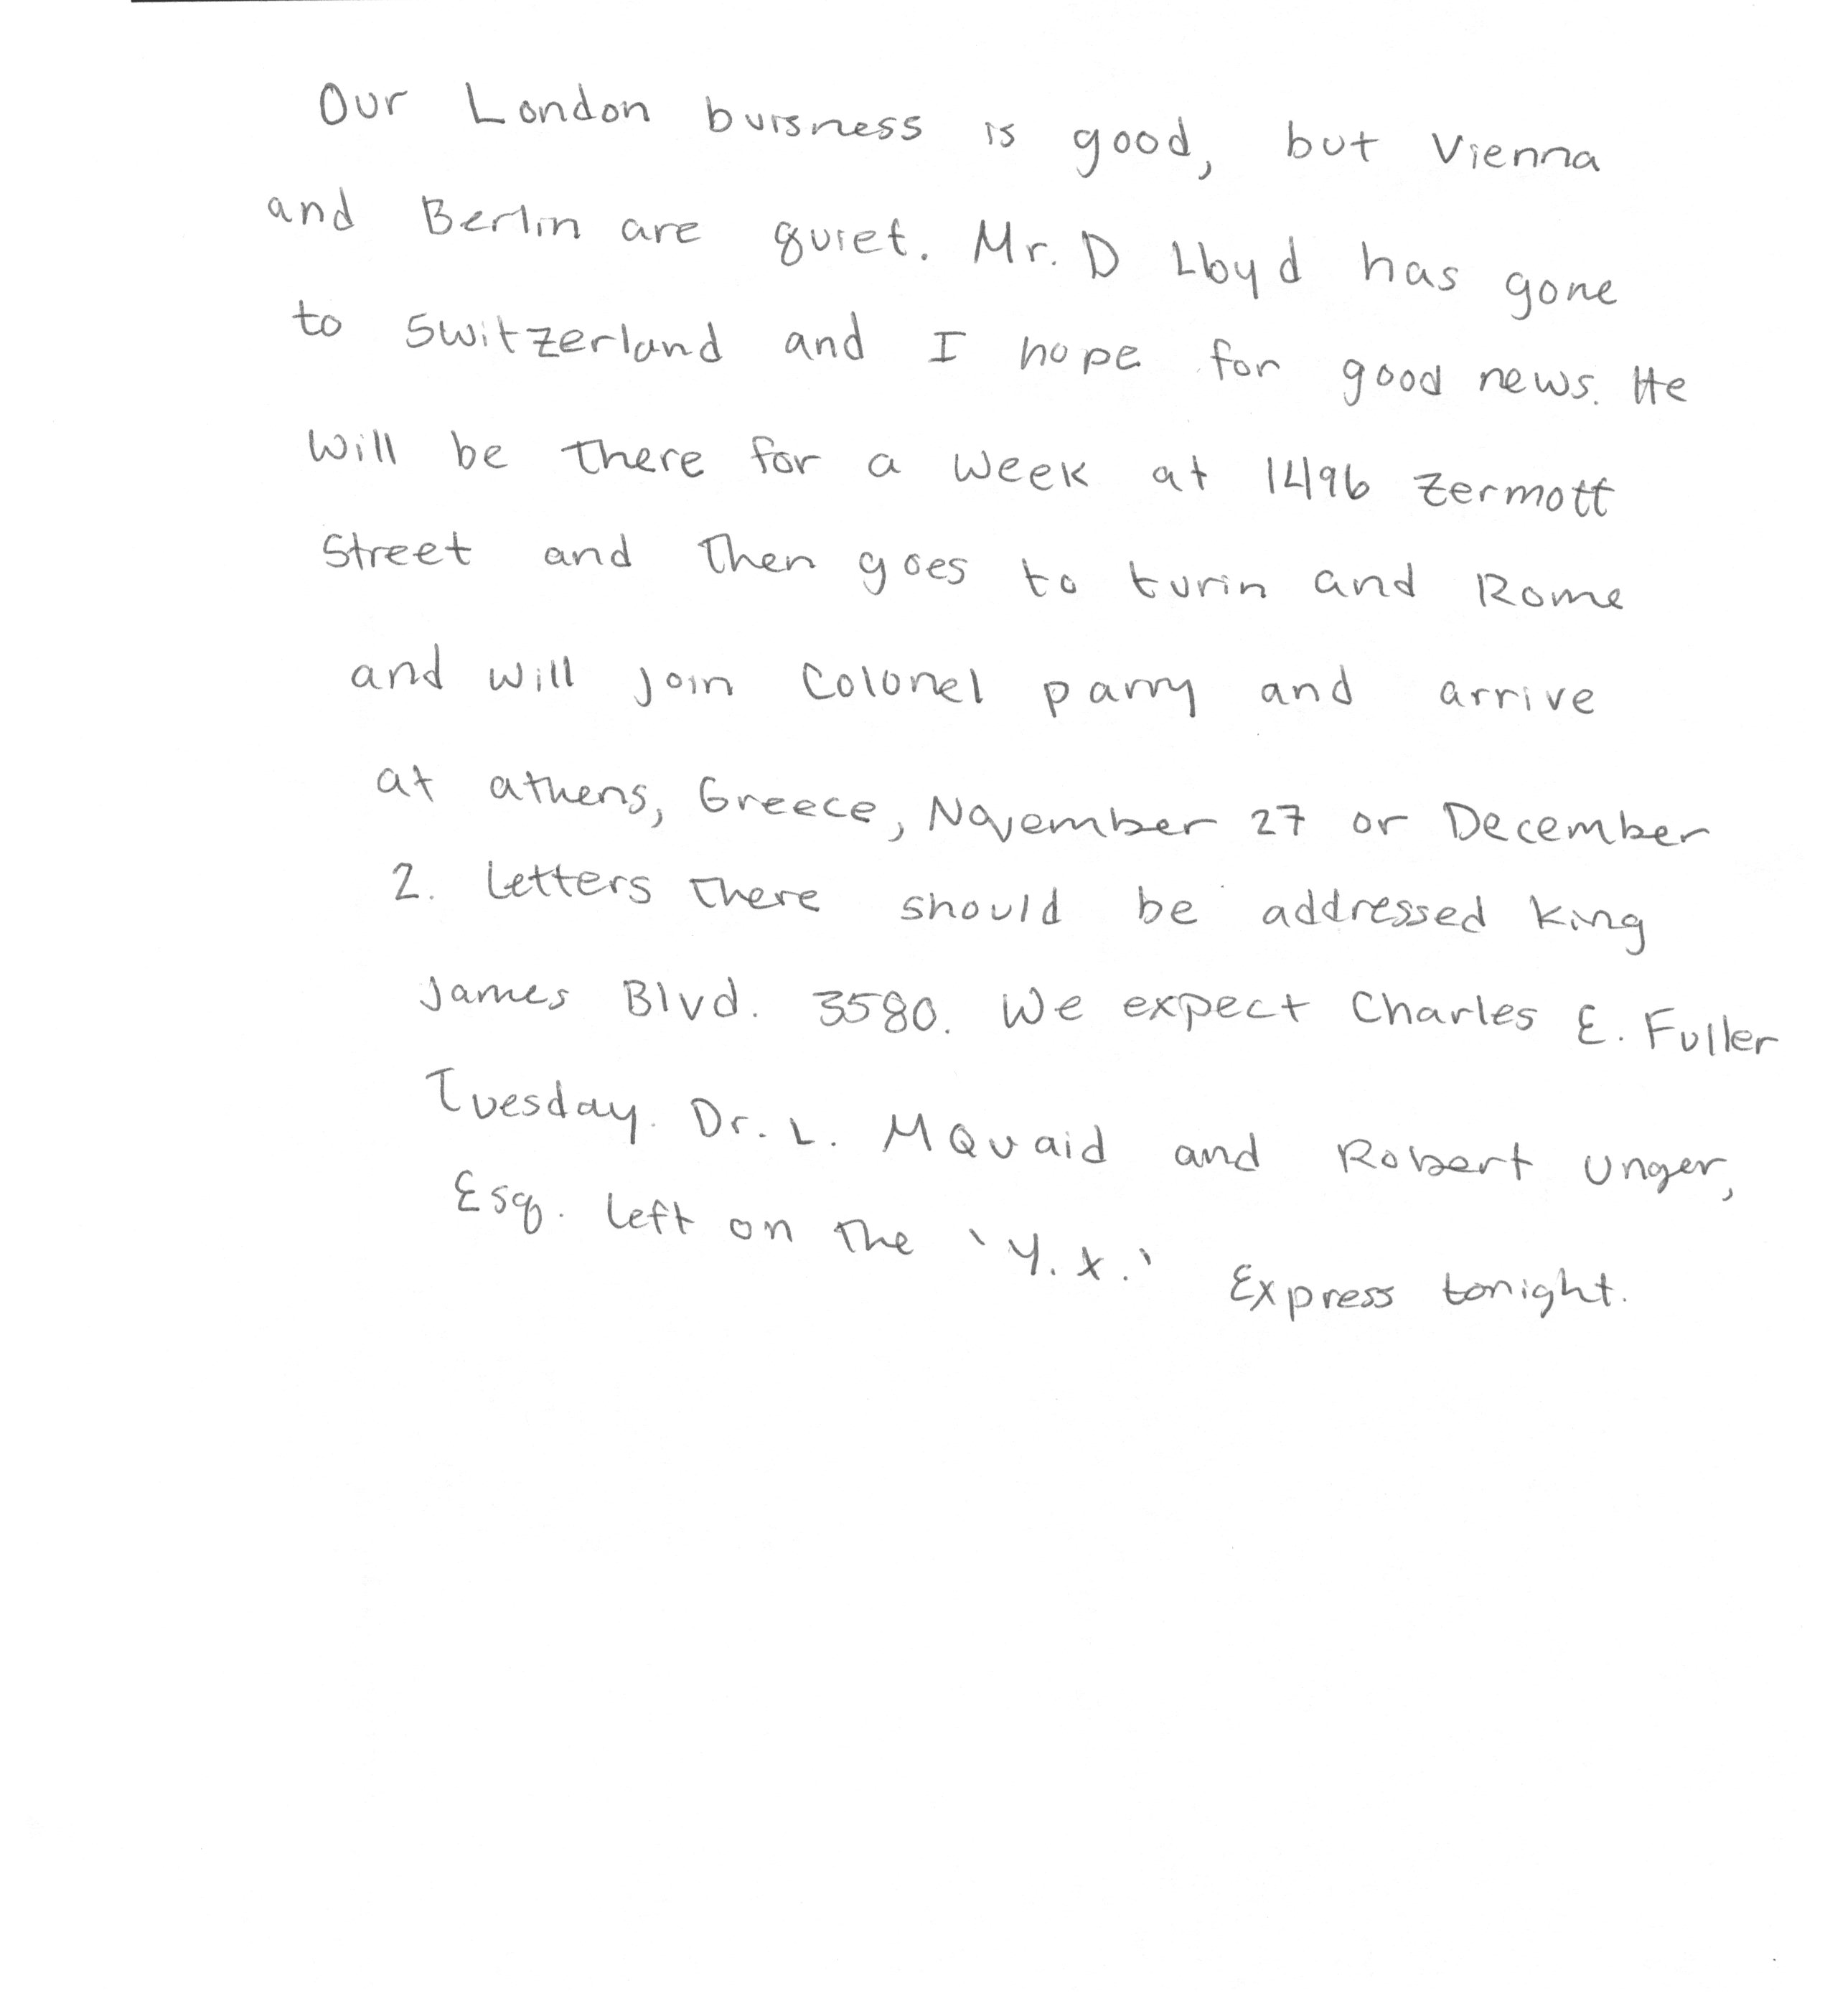 Our London buisness is good, but Vienna
and Berlin are quiet. Mr. D Lloyd has gone
to Switzerland and I hope for good news. He
will be there for a week at 1496 Zermott
Street and then goes to turin and Rome
and will join Colonel parry and arrive
at athens, Greece, November 27 or December
2. Letters there should be addressed King
James Blvd. 3580. We expect Charles E. Fuller
Tuesday. Dr. L. MQuaid and Robert Unger,
Esq. left on the 'Y.X.' Express tonight.